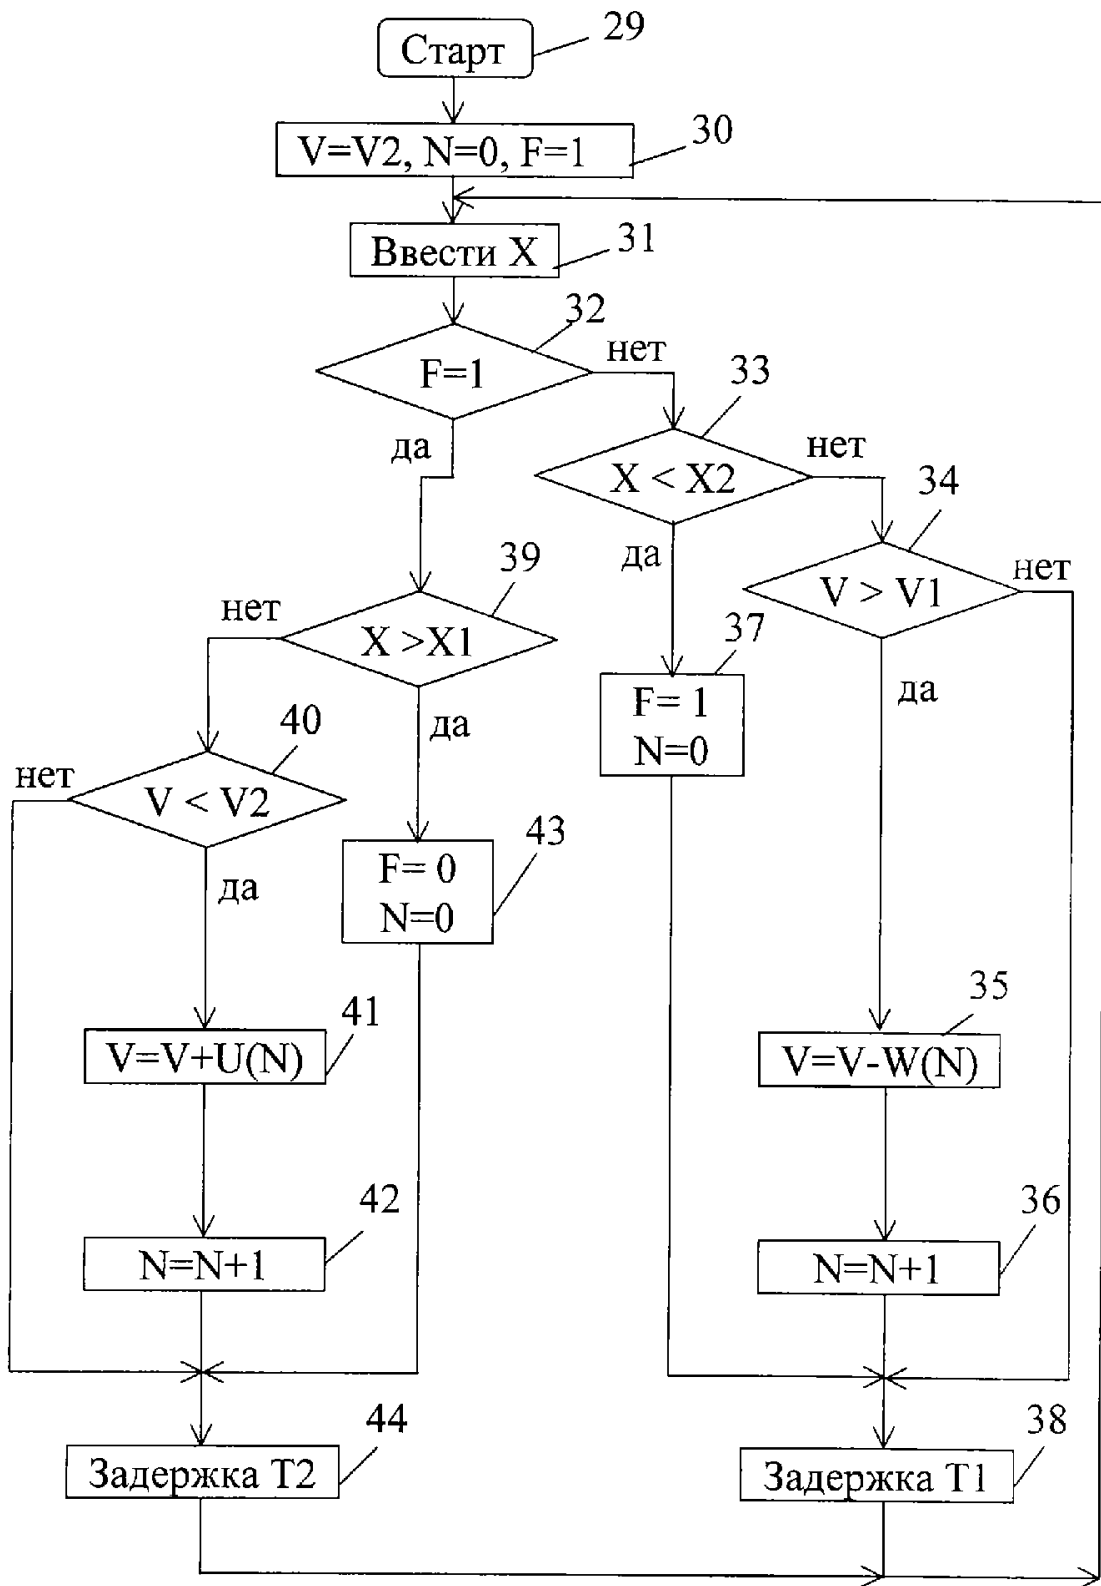 Старт
29
V=V2, N=0, F=1
30
Ввести X
31
F=1
32
нет
да
X < X2
33
нет
да
V > V1
34
нет
да
X >X1
39
нет
да
F= 1
N=0
37
V < V2
40
нет
да
F= 0
N=0
43
V=V+U(N)
41
V=V-W(N)
35
N=N+1
42
N=N+1
36
Задержка T2
44
Задержка T1
38